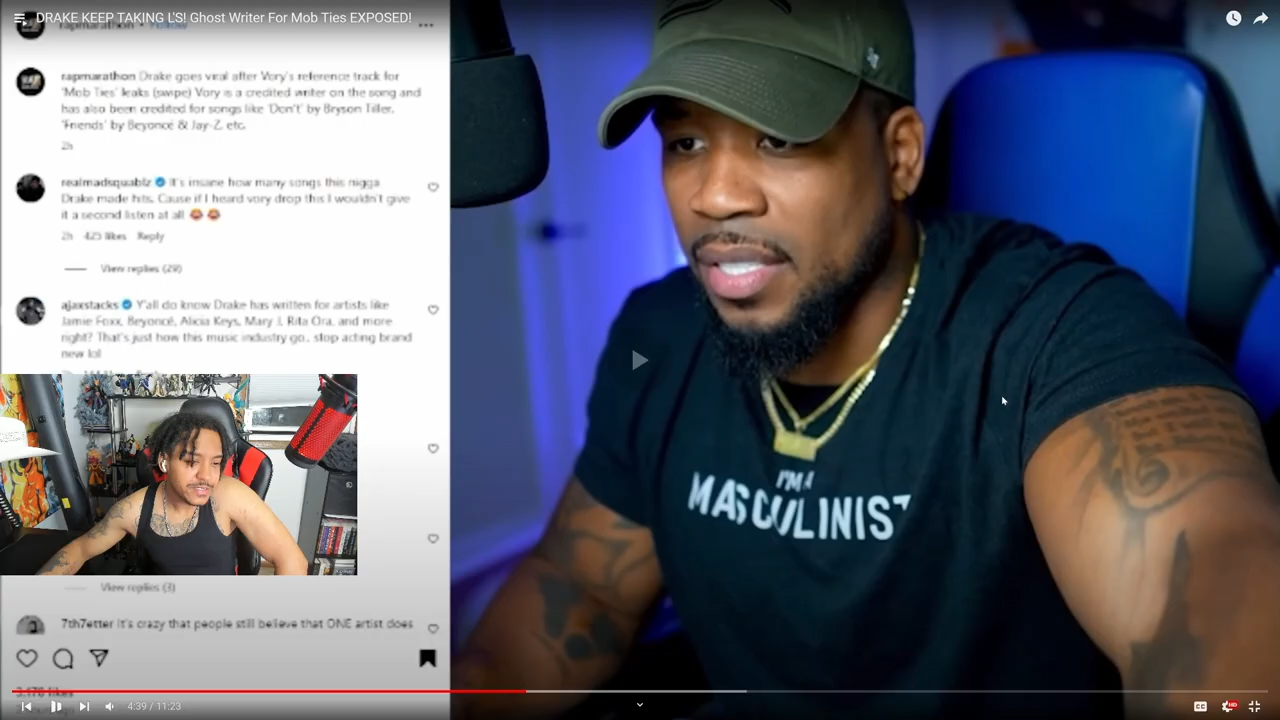 DRAKE KEEP TAKING L'S! Ghost Writer For Mob Ties EXPOSED!
rapmarathon • Follow
rapmarathon Drake goes viral after Vory's reference track for
'Mob Ties' leaks (swipe) Vory is a credited writer on the song and
has also been credited for songs like 'Don't' by Bryson Tiller,
'Friends' by Beyoncé & Jay-Z, etc.
2h
realmadsquablz It's insane how many songs this nigga
Drake made hits. Cause if I heard vory drop this I wouldn't give
it a second listen at all 😂 😂
2h 425 likes Reply
View replies (29)
ajaxstacks Y'all do know Drake has written for artists like
Jamie Foxx, Beyoncé, Alicia Keys, Mary J, Rita Ora, and more
right? That's just how this music industry go.. stop acting brand
new lol
View replies (3)
7th7etter It's crazy that people still believe that ONE artist does
I'M A
MASCULINIST
4:39 / 11:23
CC
HD